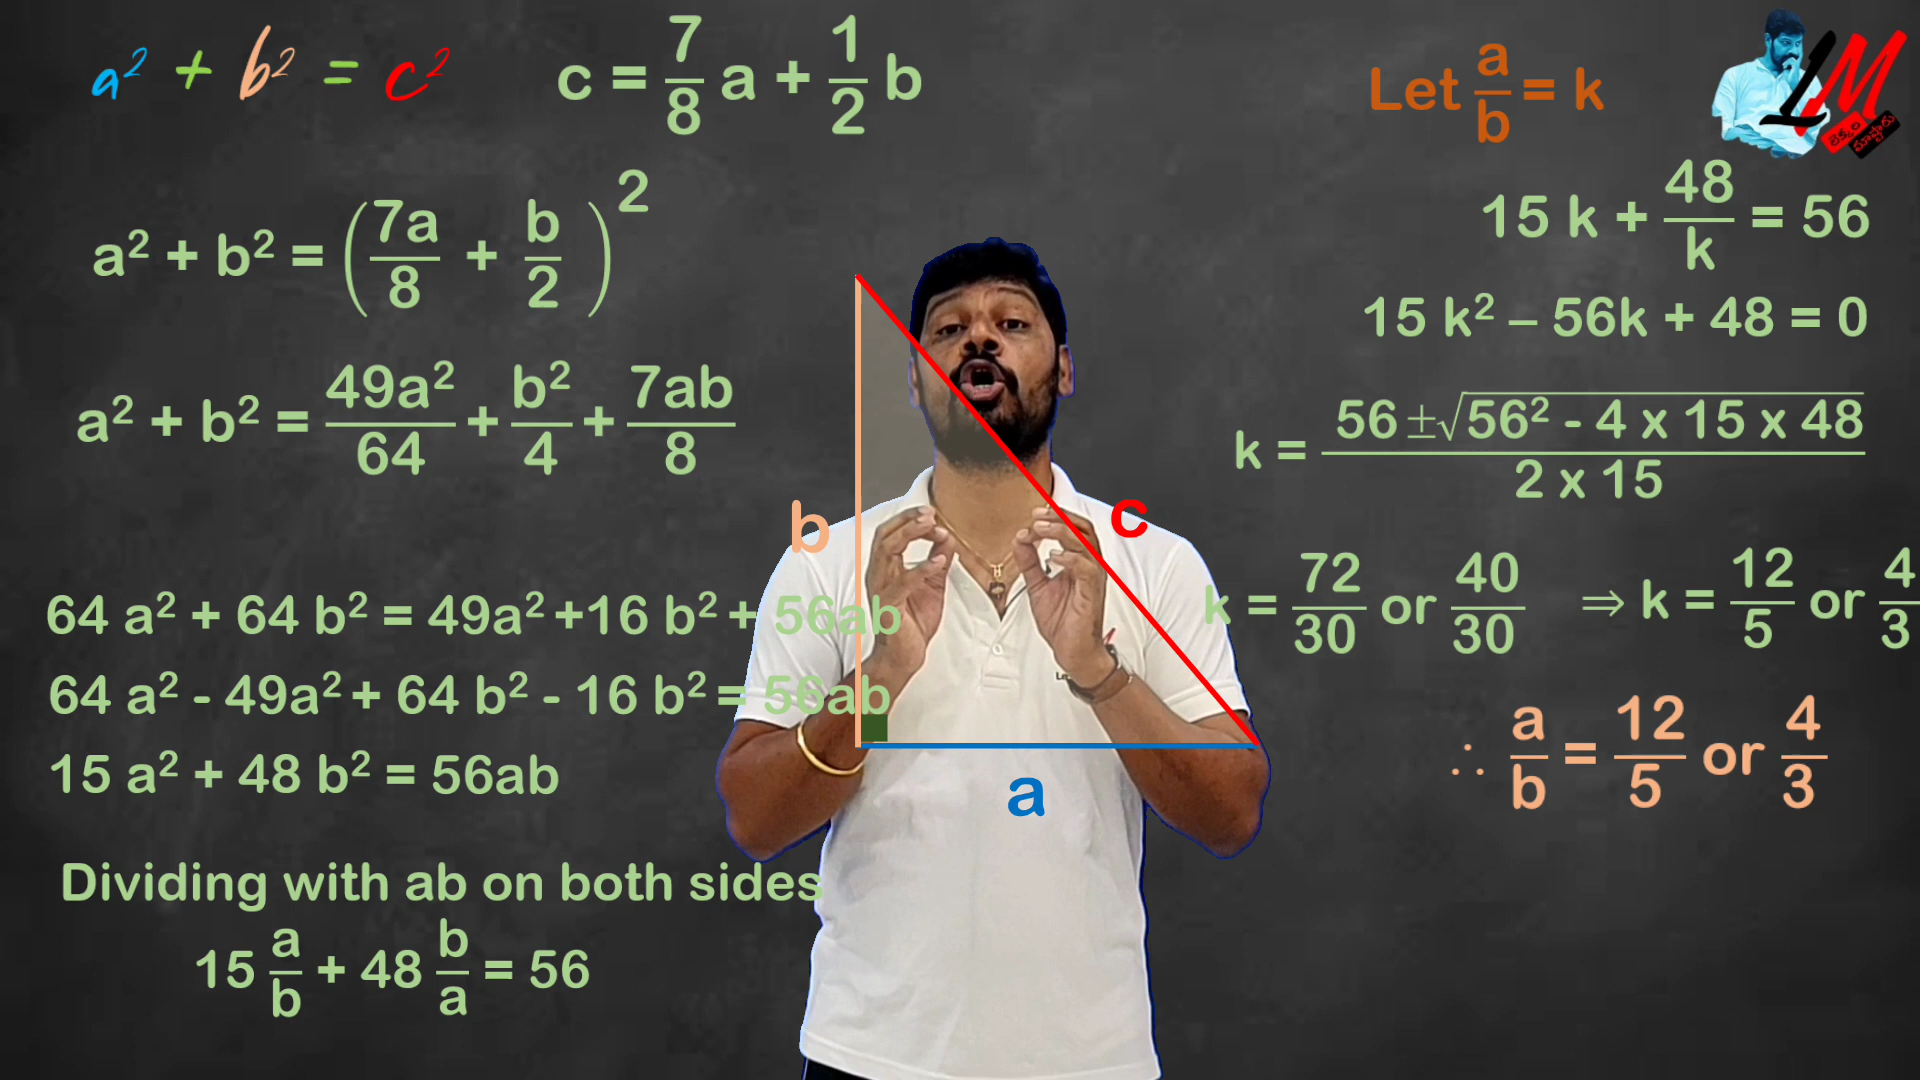 a² + b² = c²
c = 7/8 a + 1/2 b
a² + b² = (7a/8 + b/2)²
a² + b² = 49a²/64 + b²/4 + 7ab/8
64 a² + 64 b² = 49a² +16 b² + 56ab
64 a² - 49a² + 64 b² - 16 b² = 56ab
15 a² + 48 b² = 56ab
Dividing with ab on both sides
15 a/b + 48 b/a = 56
b
c
a
Let a/b = k
LM
15 k + 48/k = 56
15 k² – 56k + 48 = 0
k = (56 ±√(56² - 4 x 15 x 48))/(2 x 15)
k = 72/30 or 40/30 ⇒ k = 12/5 or 4/3
∴ a/b = 12/5 or 4/3